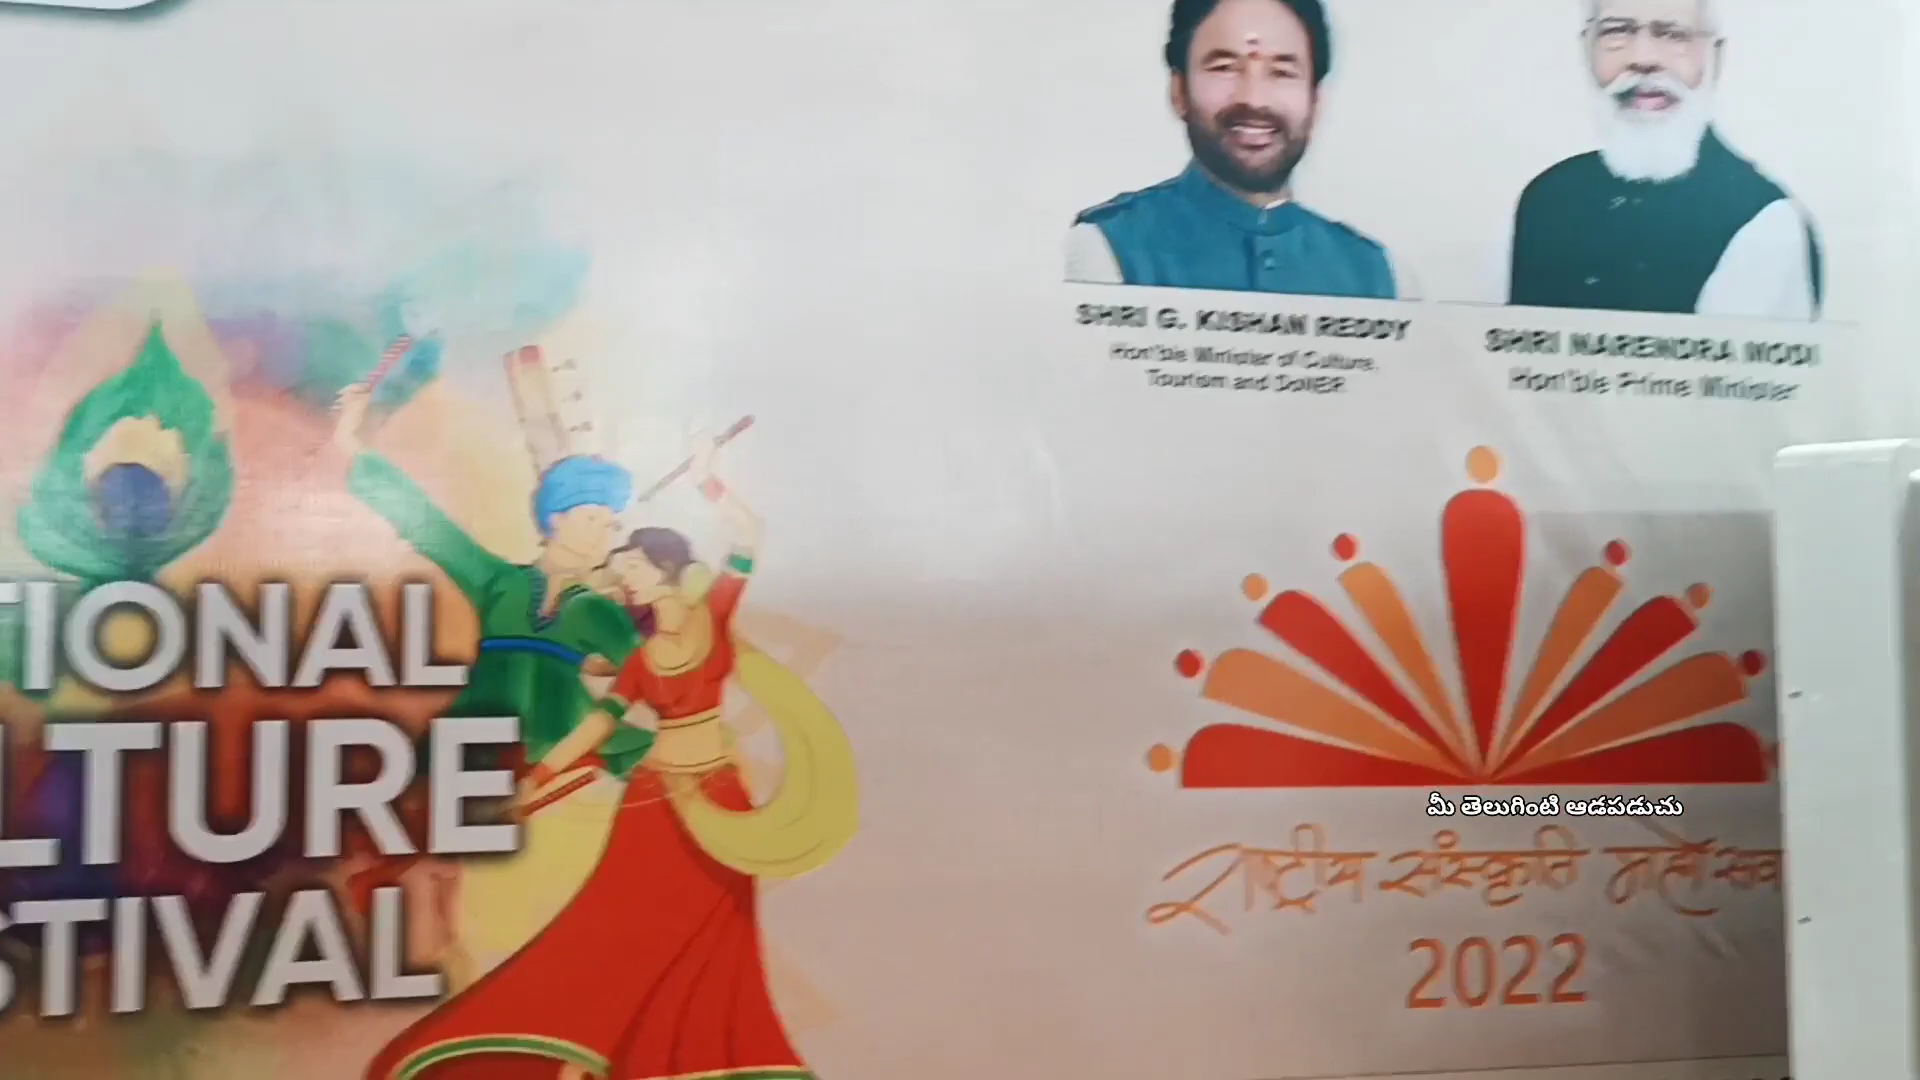 SHRI G. KISHAN REDDY
Hon'ble Minister of Culture,
Tourism and DoNER
SHRI NARENDRA MODI
Hon'ble Prime Minister
TIONAL
LTURE
STIVAL
మీ తెలుగింటి ఆడపడుచు
राष्ट्रीय संस्कृति महोत्सव
2022